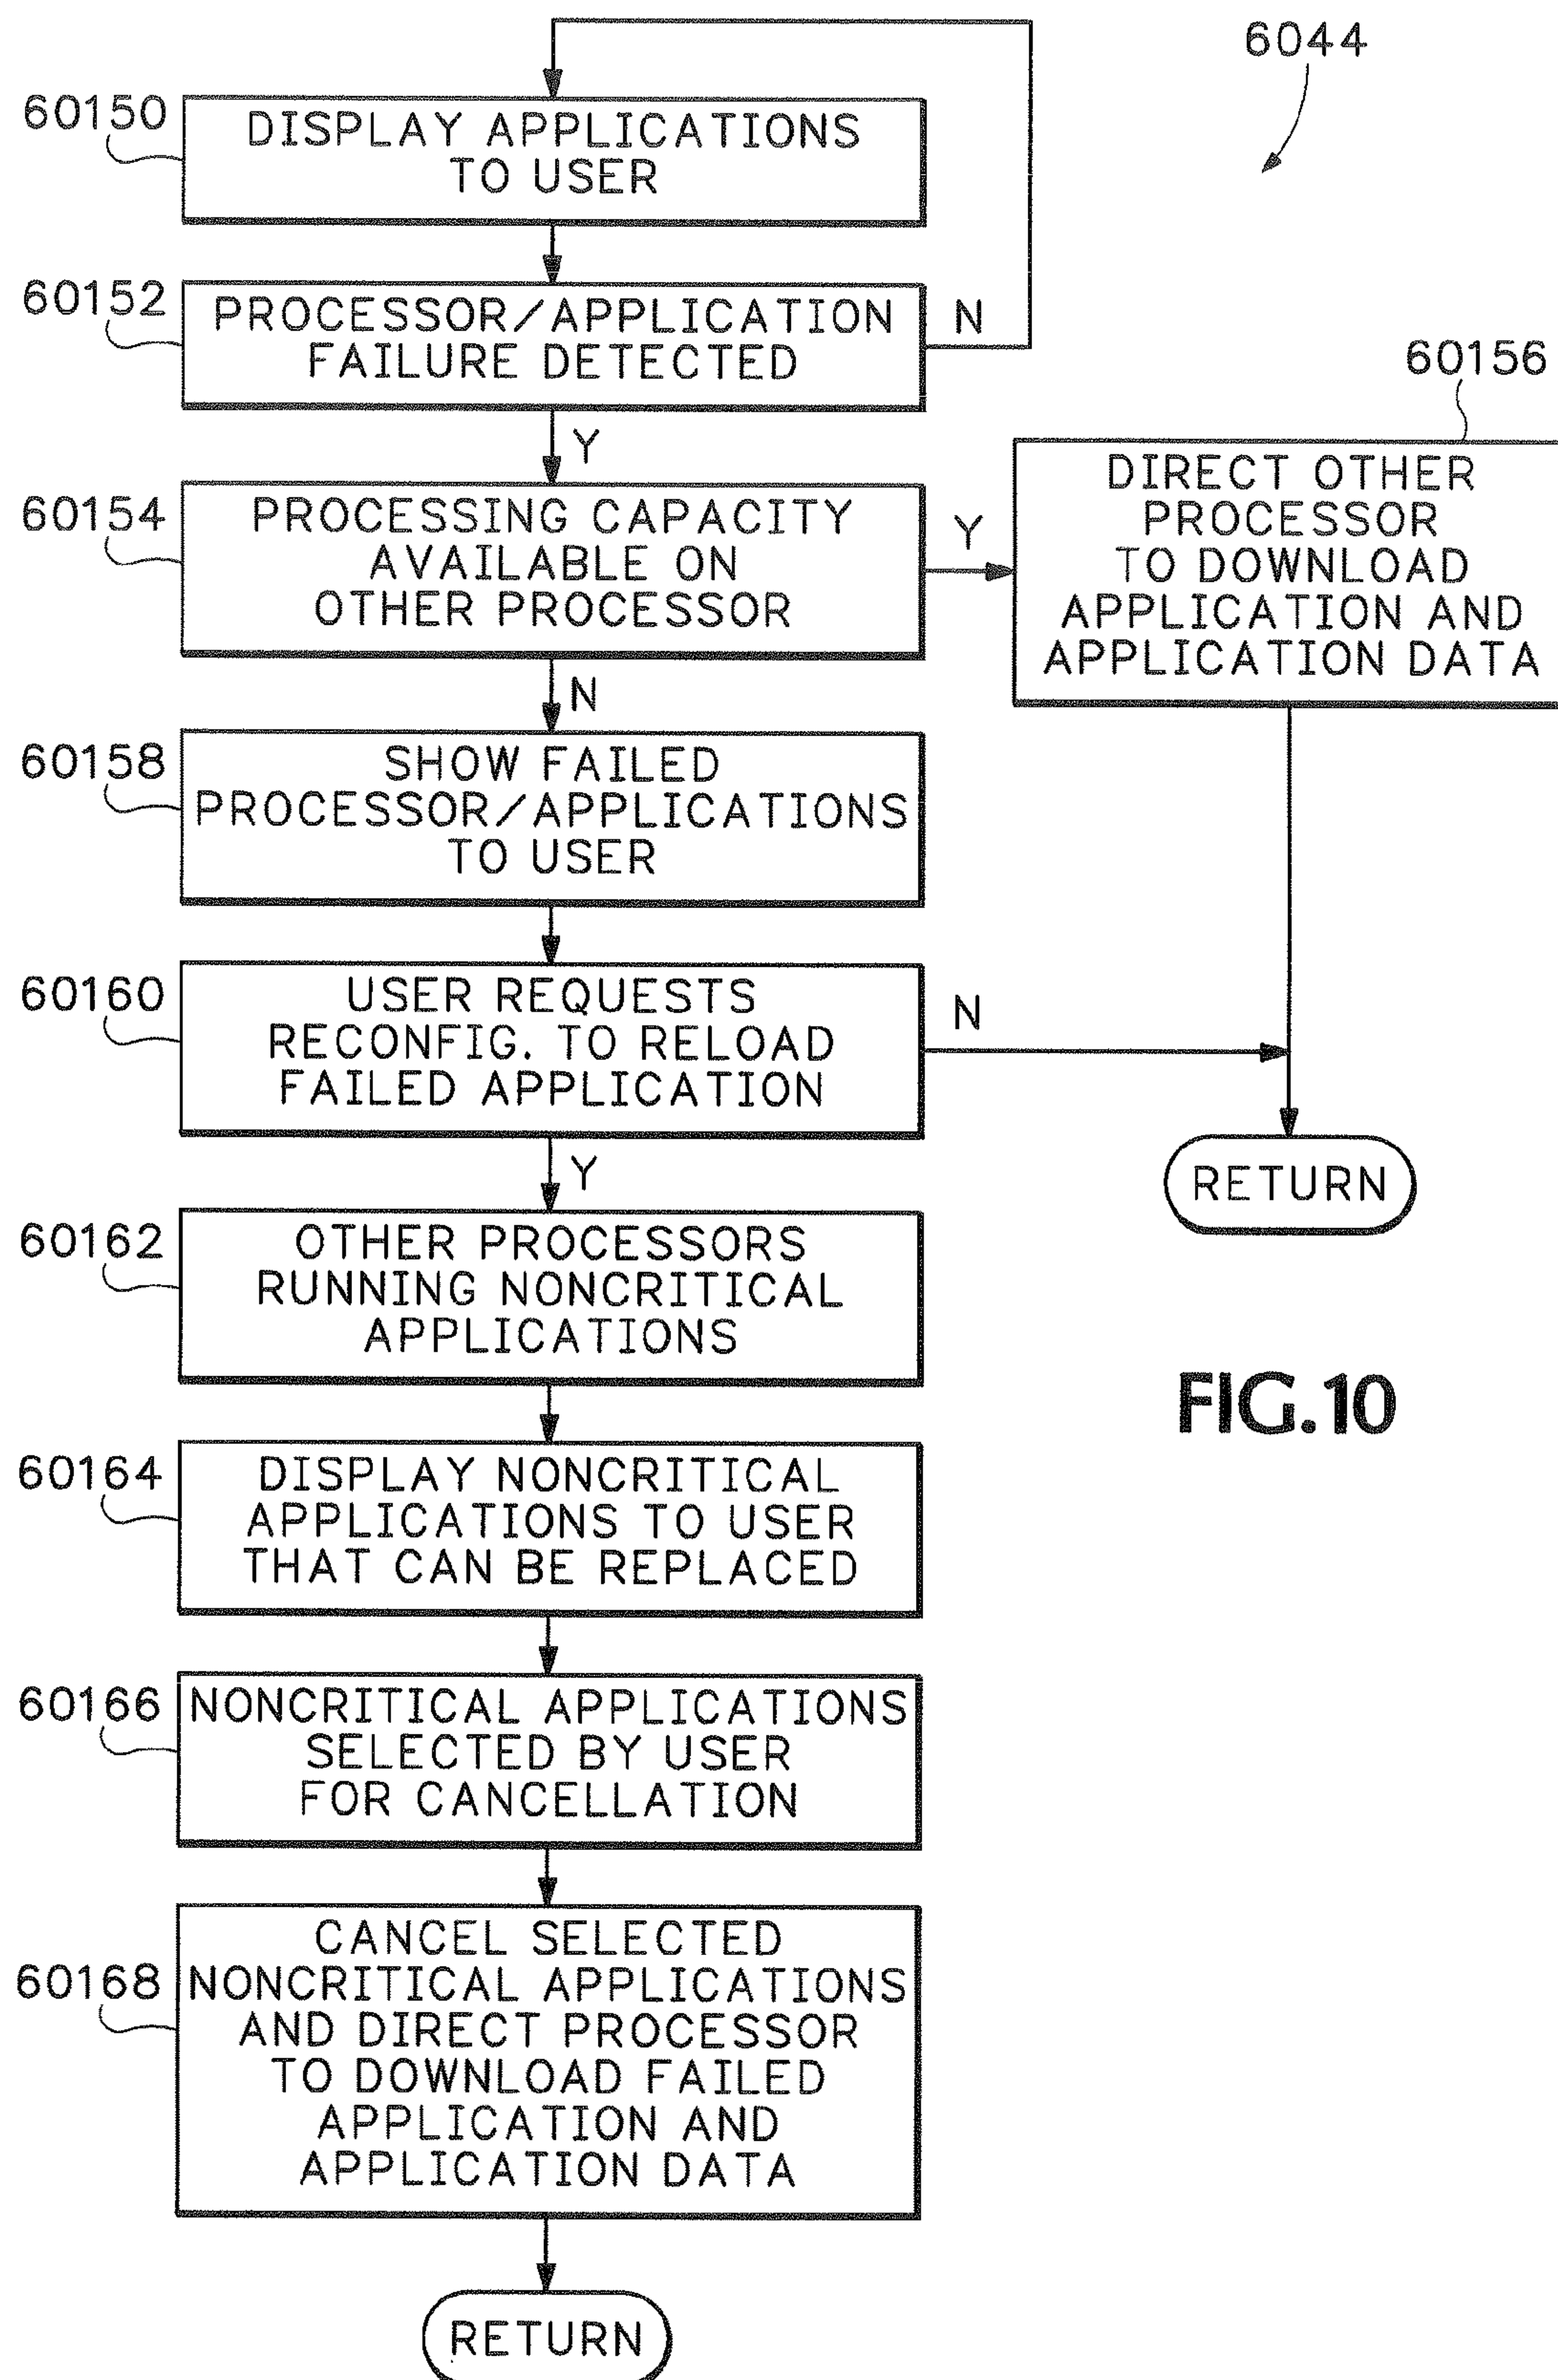 6044
60150
DISPLAY APPLICATIONS
TO USER
60152
PROCESSOR/APPLICATION
FAILURE DETECTED
N
Y
60154
PROCESSING CAPACITY
AVAILABLE ON
OTHER PROCESSOR
Y
60156
DIRECT OTHER
PROCESSOR
TO DOWNLOAD
APPLICATION AND
APPLICATION DATA
N
60158
SHOW FAILED
PROCESSOR/APPLICATIONS
TO USER
60160
USER REQUESTS
RECONFIG. TO RELOAD
FAILED APPLICATION
N
RETURN
Y
60162
OTHER PROCESSORS
RUNNING NONCRITICAL
APPLICATIONS
FIG.10
60164
DISPLAY NONCRITICAL
APPLICATIONS TO USER
THAT CAN BE REPLACED
60166
NONCRITICAL APPLICATIONS
SELECTED BY USER
FOR CANCELLATION
60168
CANCEL SELECTED
NONCRITICAL APPLICATIONS
AND DIRECT PROCESSOR
TO DOWNLOAD FAILED
APPLICATION AND
APPLICATION DATA
RETURN